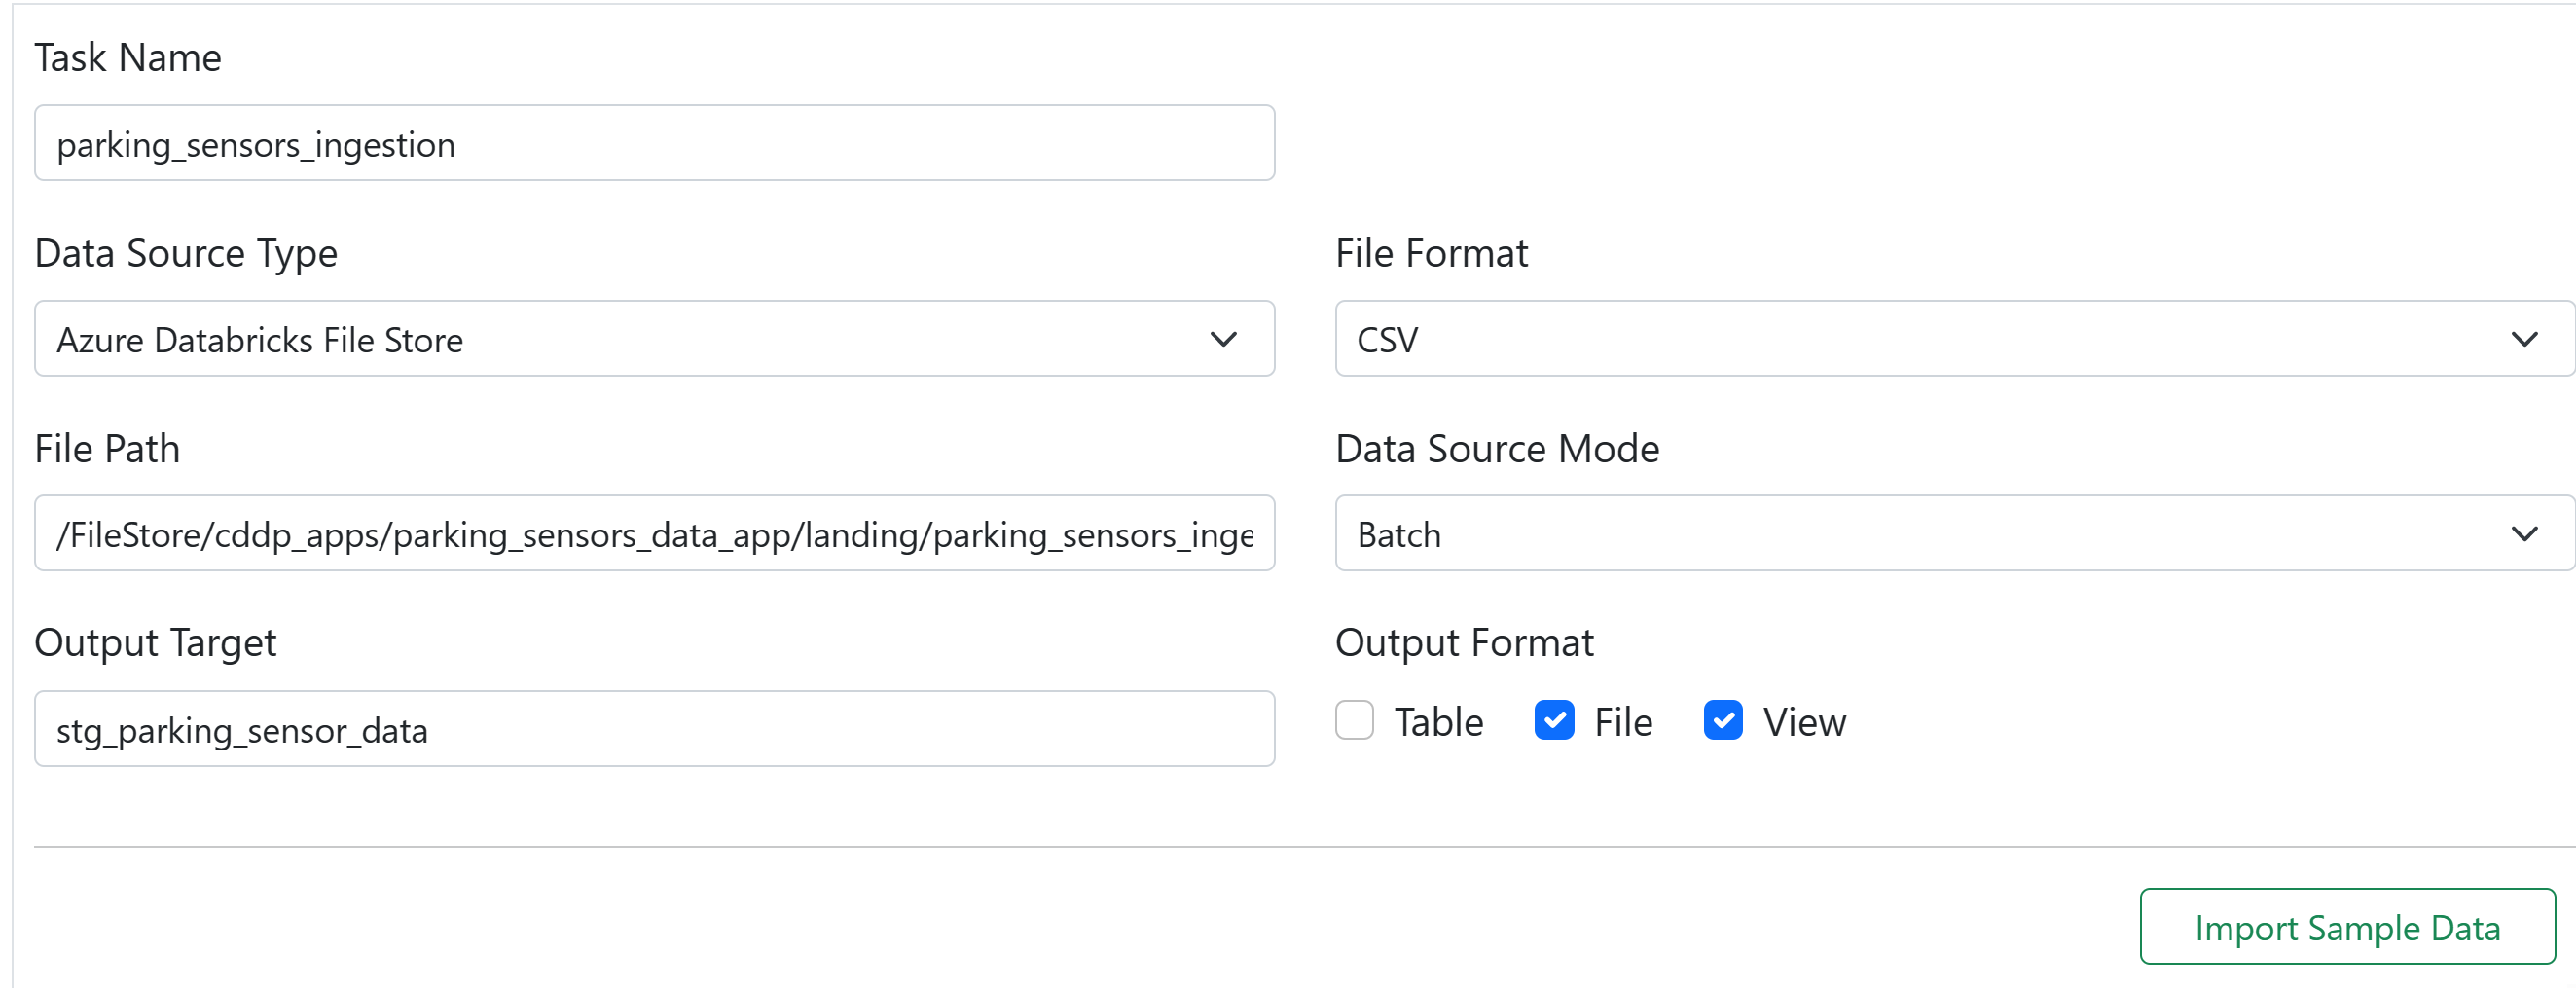 Task Name
parking_sensors_ingestion
Data Source Type
File Format
Azure Databricks File Store
CSV
File Path
Data Source Mode
/FileStore/cddp_apps/parking_sensors_data_app/landing/parking_sensors_inge
Batch
Output Target
Output Format
stg_parking_sensor_data
Table File View
Import Sample Data